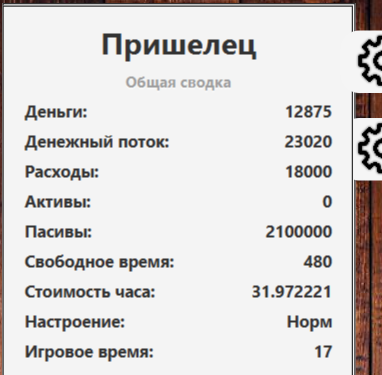 Пришелец
Общая сводка
Деньги: 12875
Денежный поток: 23020
Расходы: 18000
Активы: 0
Пасивы: 2100000
Свободное время: 480
Стоимость часа: 31.972221
Настроение: Норм
Игровое время: 17